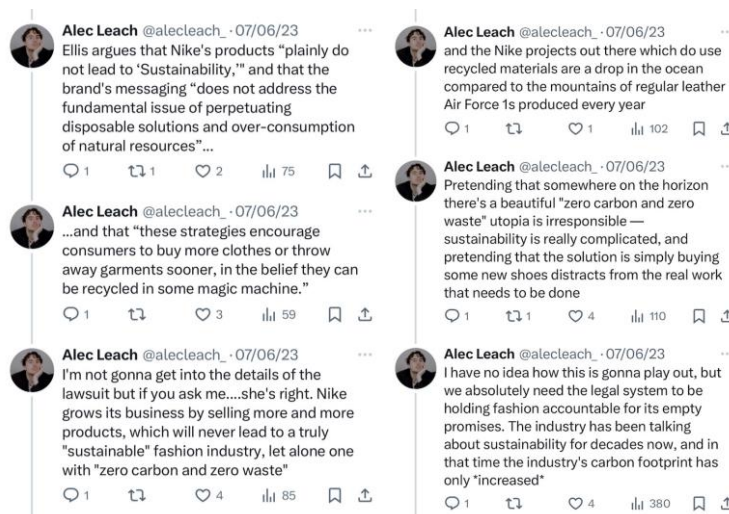 Alec Leach @alecleach_ · 07/06/23
Ellis argues that Nike's products “plainly do
not lead to ‘Sustainability,’” and that the
brand's messaging “does not address the
fundamental issue of perpetuating
disposable solutions and over-consumption
of natural resources”...
1 1 2 75
Alec Leach @alecleach_ · 07/06/23
...and that “these strategies encourage
consumers to buy more clothes or throw
away garments sooner, in the belief they can
be recycled in some magic machine.”
1 3 59
Alec Leach @alecleach_ · 07/06/23
I'm not gonna get into the details of the
lawsuit but if you ask me....she's right. Nike
grows its business by selling more and more
products, which will never lead to a truly
"sustainable" fashion industry, let alone one
with "zero carbon and zero waste"
1 4 85
Alec Leach @alecleach_ · 07/06/23
and the Nike projects out there which do use
recycled materials are a drop in the ocean
compared to the mountains of regular leather
Air Force 1s produced every year
1 1 102
Alec Leach @alecleach_ · 07/06/23
Pretending that somewhere on the horizon
there's a beautiful "zero carbon and zero
waste" utopia is irresponsible —
sustainability is really complicated, and
pretending that the solution is simply buying
some new shoes distracts from the real work
that needs to be done
1 1 4 110
Alec Leach @alecleach_ · 07/06/23
I have no idea how this is gonna play out, but
we absolutely need the legal system to be
holding fashion accountable for its empty
promises. The industry has been talking
about sustainability for decades now, and in
that time the industry's carbon footprint has
only *increased*
1 4 380